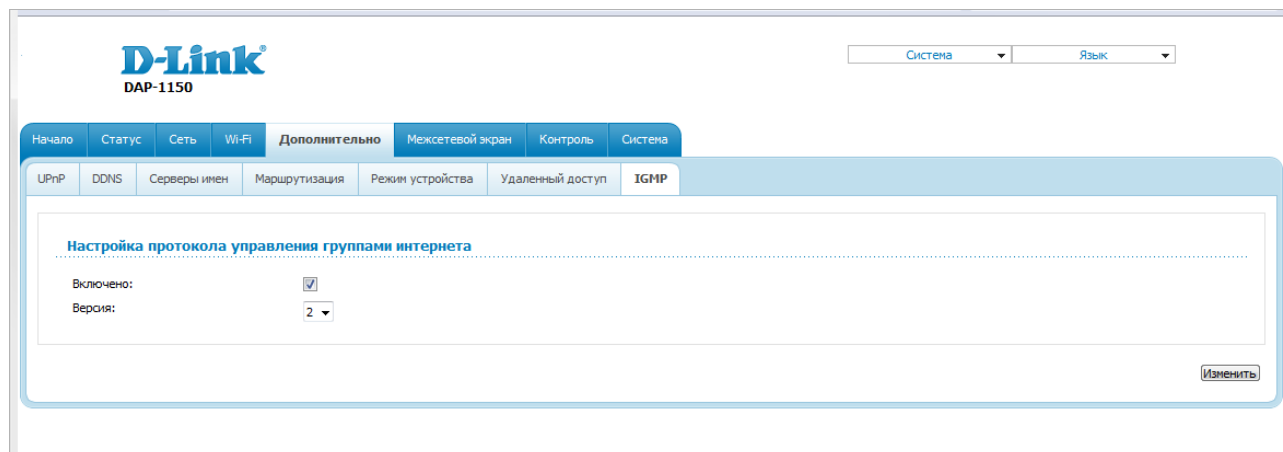 D-Link®
DAP-1150
Система Язык
Начало Статус Сеть Wi-Fi Дополнительно Межсетевой экран Контроль Система
UPnP DDNS Серверы имен Маршрутизация Режим устройства Удаленный доступ IGMP
Настройка протокола управления группами интернета
Включено:
Версия: 2
Изменить